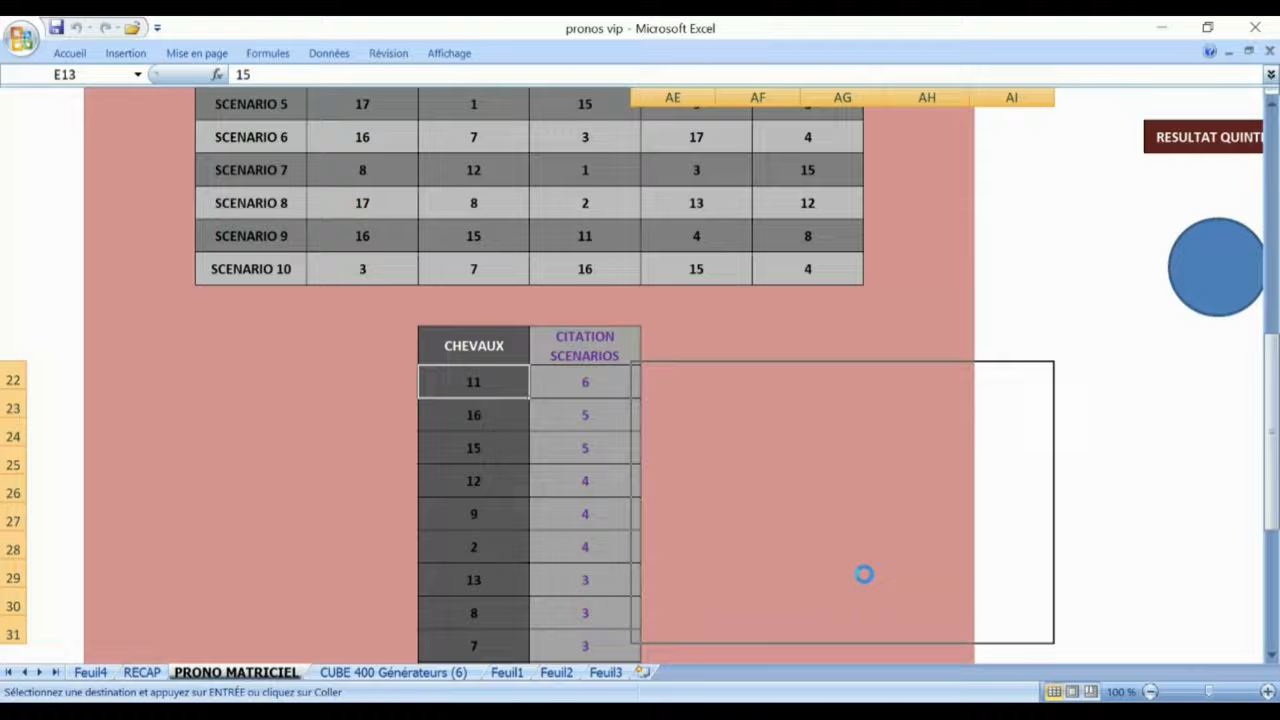 pronos vip - Microsoft Excel
Accueil Insertion Mise en page Formules Données Révision Affichage
E13 fx 15
AE AF AG AH AI
SCENARIO 5 17 1 15
SCENARIO 6 16 7 3 17 4
RESULTAT QUINT
SCENARIO 7 8 12 1 3 15
SCENARIO 8 17 8 2 13 12
SCENARIO 9 16 15 11 4 8
SCENARIO 10 3 7 16 15 4
CHEVAUX CITATION
SCENARIOS
22 11 6
23 16 5
24 15 5
25 12 4
26 9 4
27 2 4
28 13 3
29 8 3
30 7 3
31
Feuil4 RECAP PRONO MATRICIEL CUBE 400 Générateurs (6) Feuil1 Feuil2 Feuil3
Sélectionnez une destination et appuyez sur ENTRÉE ou cliquez sur Coller 100 %